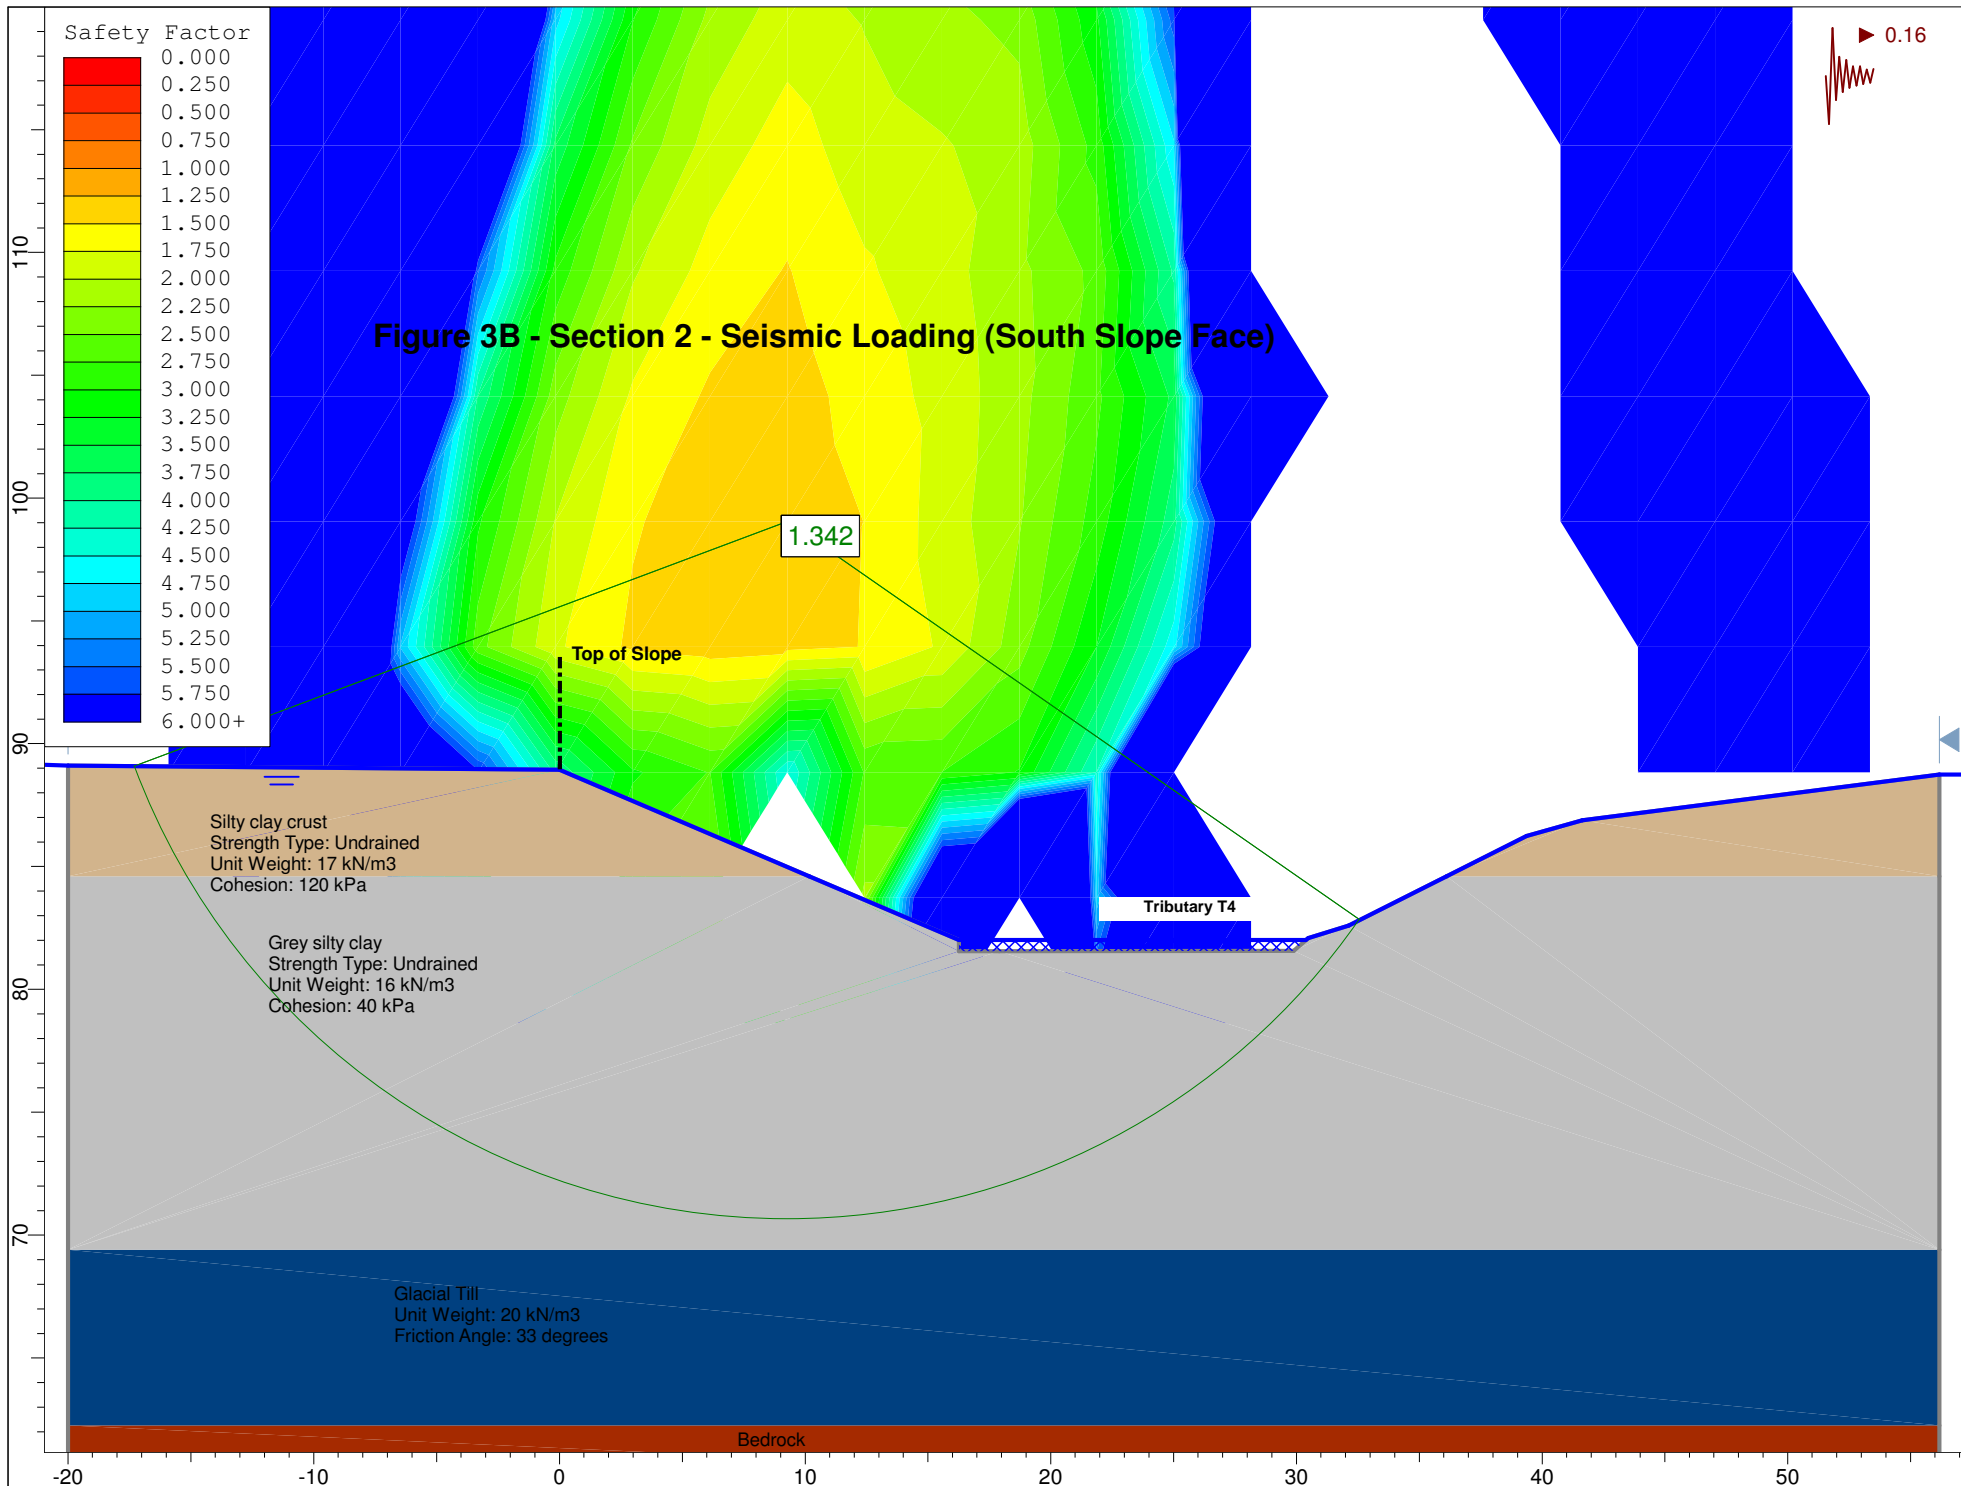 Safety Factor
0.000
0.250
0.500
0.750
1.000
1.250
1.500
1.750
2.000
2.250
2.500
2.750
3.000
3.250
3.500
3.750
4.000
4.250
4.500
4.750
5.000
5.250
5.500
5.750
6.000+
0.16
Figure 3B - Section 2 - Seismic Loading (South Slope Face)
1.342
Top of Slope
Silty clay crust
Strength Type: Undrained
Unit Weight: 17 kN/m3
Cohesion: 120 kPa
Tributary T4
Grey silty clay
Strength Type: Undrained
Unit Weight: 16 kN/m3
Cohesion: 40 kPa
Glacial Till
Unit Weight: 20 kN/m3
Friction Angle: 33 degrees
Bedrock
110
100
90
80
70
-20
-10
0
10
20
30
40
50